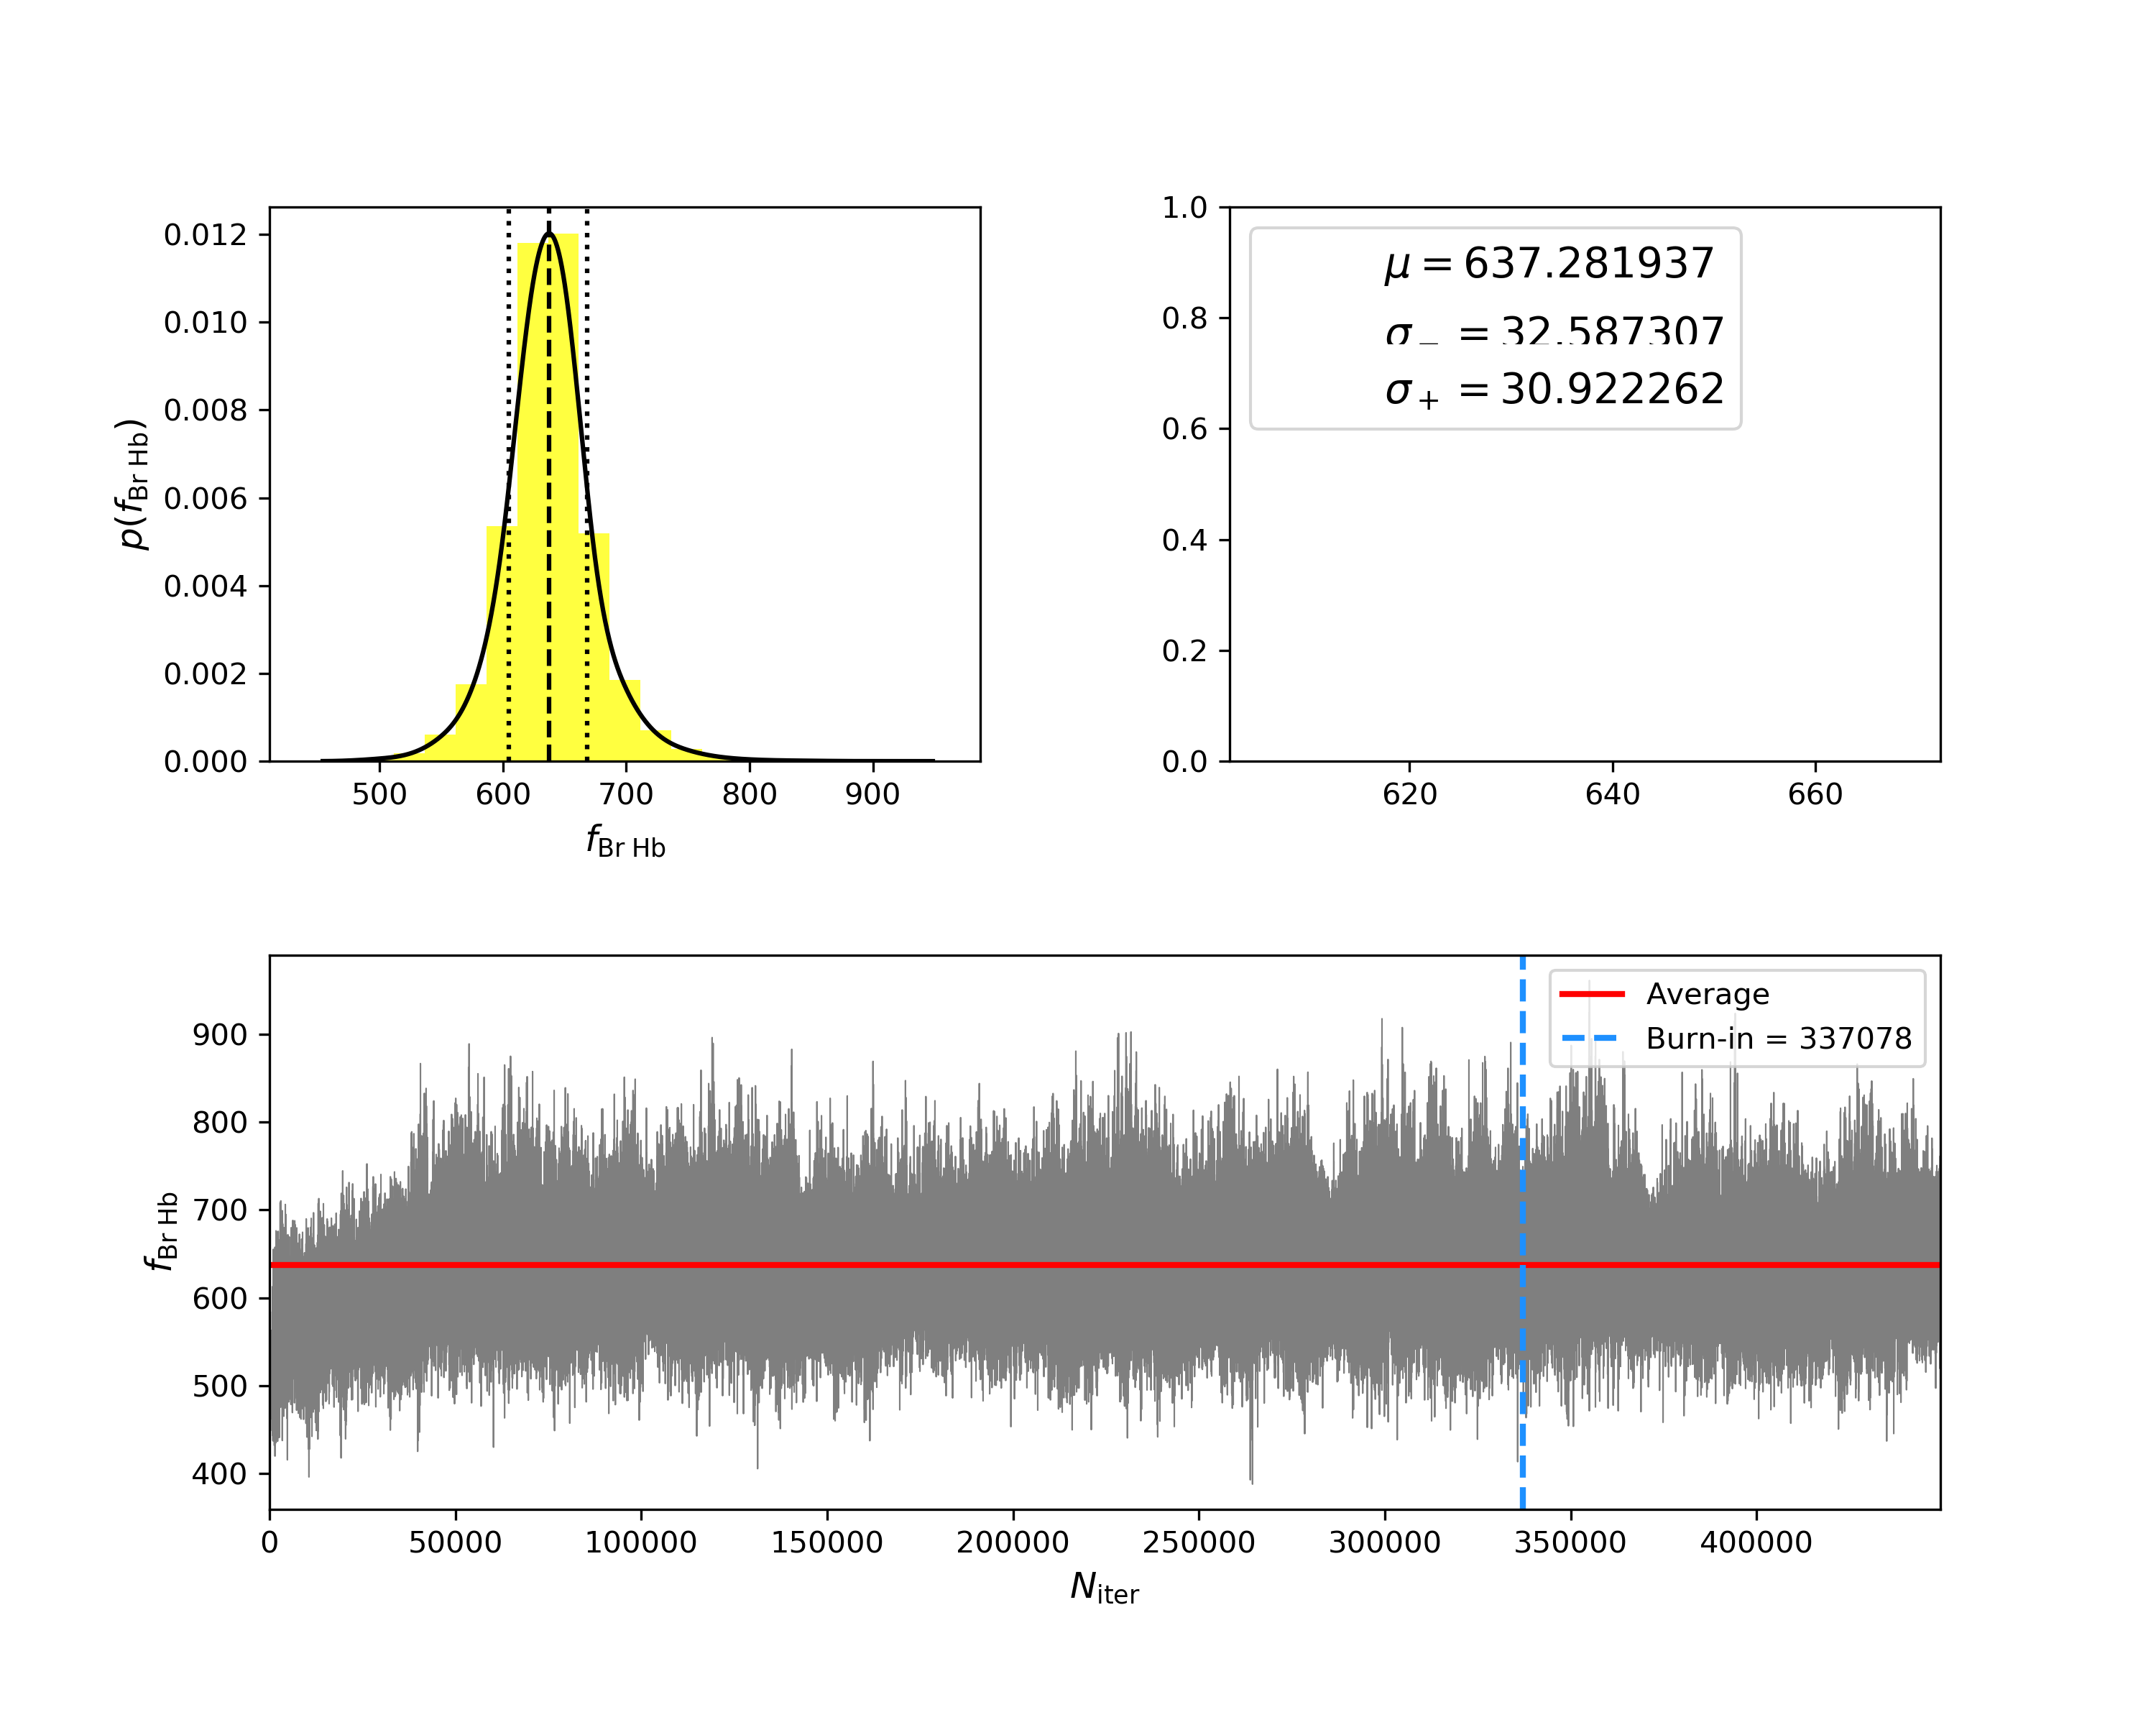 0.012
0.010
0.008
0.006
0.004
0.002
0.000
p(f_Br Hb)
500 600 700 800 900
f_Br Hb
1.0
0.8
0.6
0.4
0.2
0.0
μ = 637.281937
σ_− = 32.587307
σ_+ = 30.922262
620 640 660
900
800
700
600
500
400
f_Br Hb
Average
Burn-in = 337078
0 50000 100000 150000 200000 250000 300000 350000 400000
N_iter